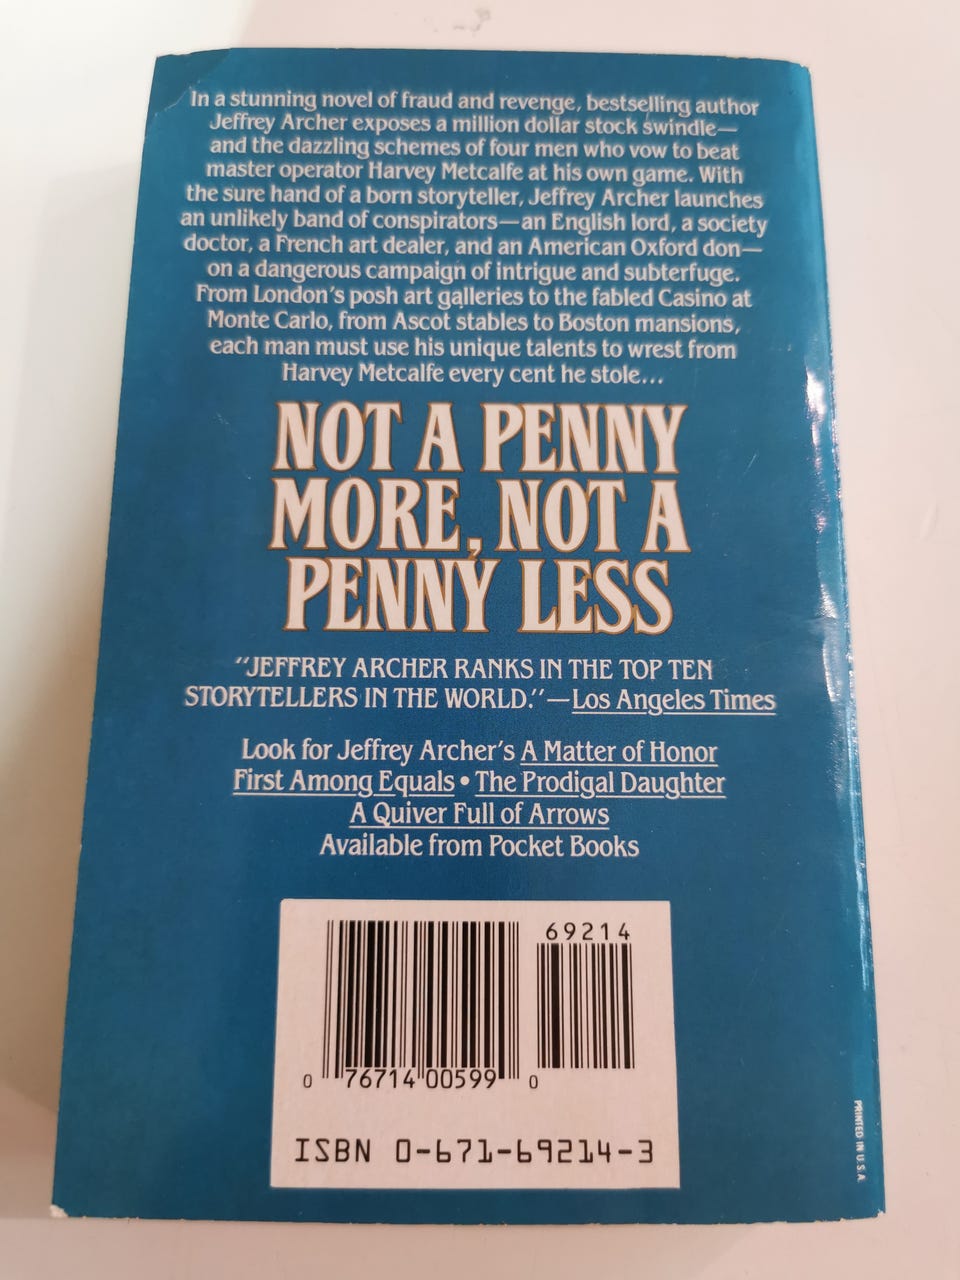 In a stunning novel of fraud and revenge, bestselling author
Jeffrey Archer exposes a million dollar stock swindle—
and the dazzling schemes of four men who vow to beat
master operator Harvey Metcalfe at his own game. With
the sure hand of a born storyteller, Jeffrey Archer launches
an unlikely band of conspirators—an English lord, a society
doctor, a French art dealer, and an American Oxford don—
on a dangerous campaign of intrigue and subterfuge.
From London's posh art galleries to the fabled Casino at
Monte Carlo, from Ascot stables to Boston mansions,
each man must use his unique talents to wrest from
Harvey Metcalfe every cent he stole...
NOT A PENNY
MORE, NOT A
PENNY LESS
"JEFFREY ARCHER RANKS IN THE TOP TEN
STORYTELLERS IN THE WORLD."—Los Angeles Times
Look for Jeffrey Archer's A Matter of Honor
First Among Equals • The Prodigal Daughter
A Quiver Full of Arrows
Available from Pocket Books
69214
0 76714 00599 0
ISBN 0-671-69214-3
PRINTED IN U.S.A.